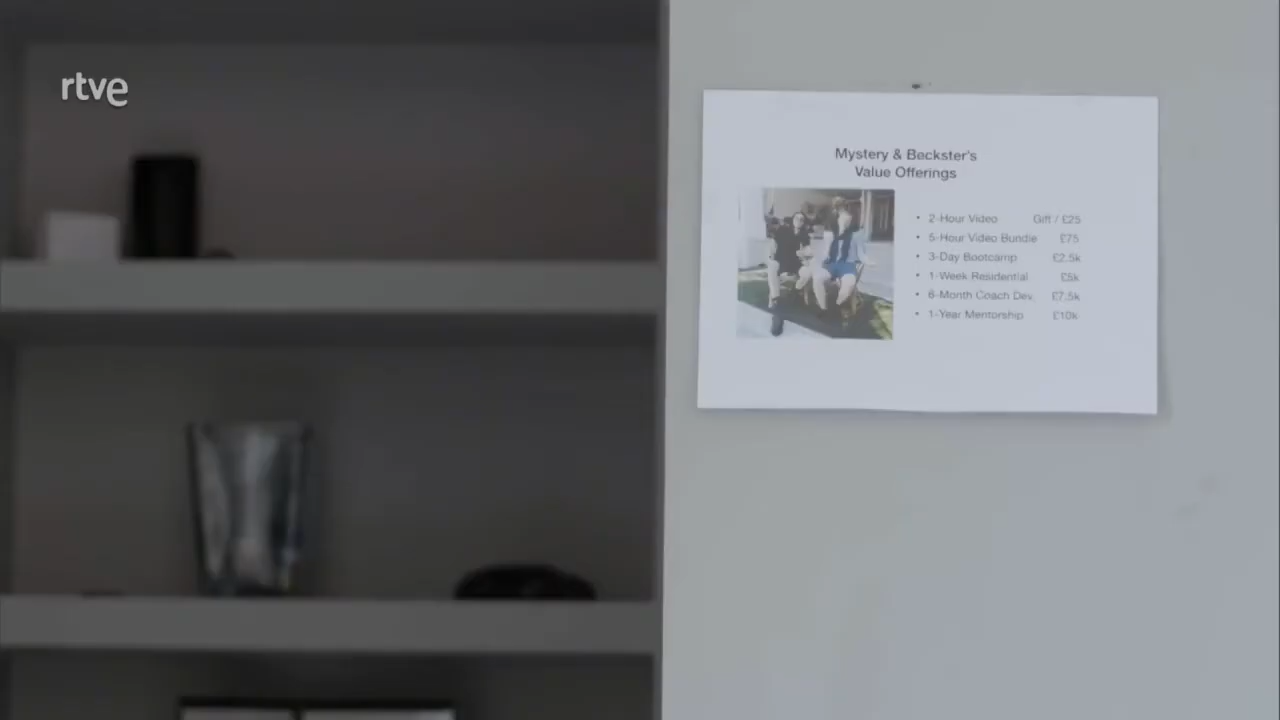 rtve
Mystery & Beckster's
Value Offerings
• 2-Hour Video Gift / £25
• 5-Hour Video Bundle £75
• 3-Day Bootcamp £2.5k
• 1-Week Residential £5k
• 6-Month Coach Dev. £7.5k
• 1-Year Mentorship £10k